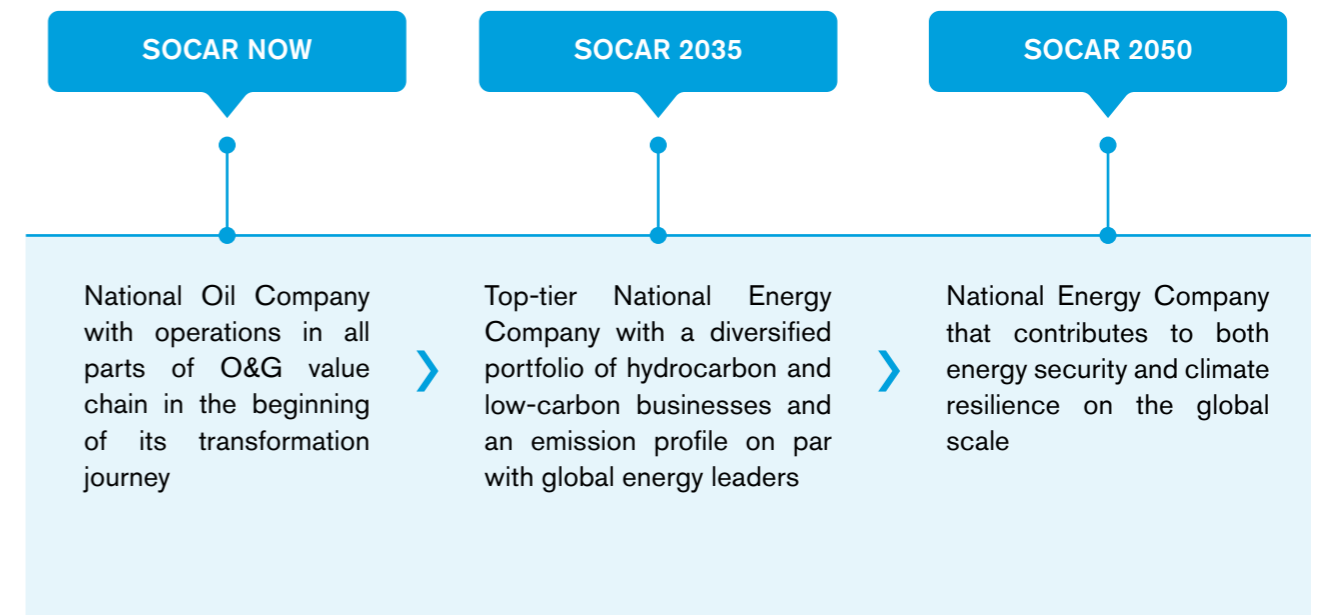 SOCAR NOW
National Oil Company
with operations in all
parts of O&G value
chain in the beginning
of its transformation
journey
SOCAR 2035
Top-tier National Energy
Company with a diversified
portfolio of hydrocarbon and
low-carbon businesses and
an emission profile on par
with global energy leaders
SOCAR 2050
National Energy Company
that contributes to both
energy security and climate
resilience on the global
scale